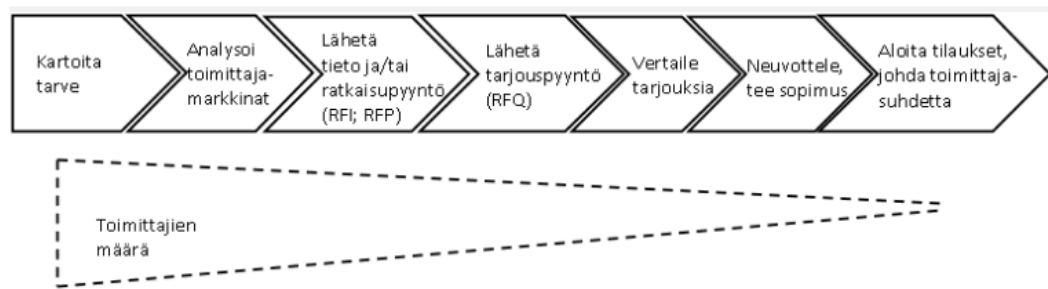 Kartoita
tarve
Analysoi
toimittaja-
markkinat
Lähetä
tieto ja/tai
ratkaisupyyntö
(RFI; RFP)
Lähetä
tarjouspyyntö
(RFQ)
Vertaile
tarjouksia
Neuvottele,
tee sopimus
Aloita tilaukset,
johda toimittaja-
suhdetta
Toimittajien
määrä